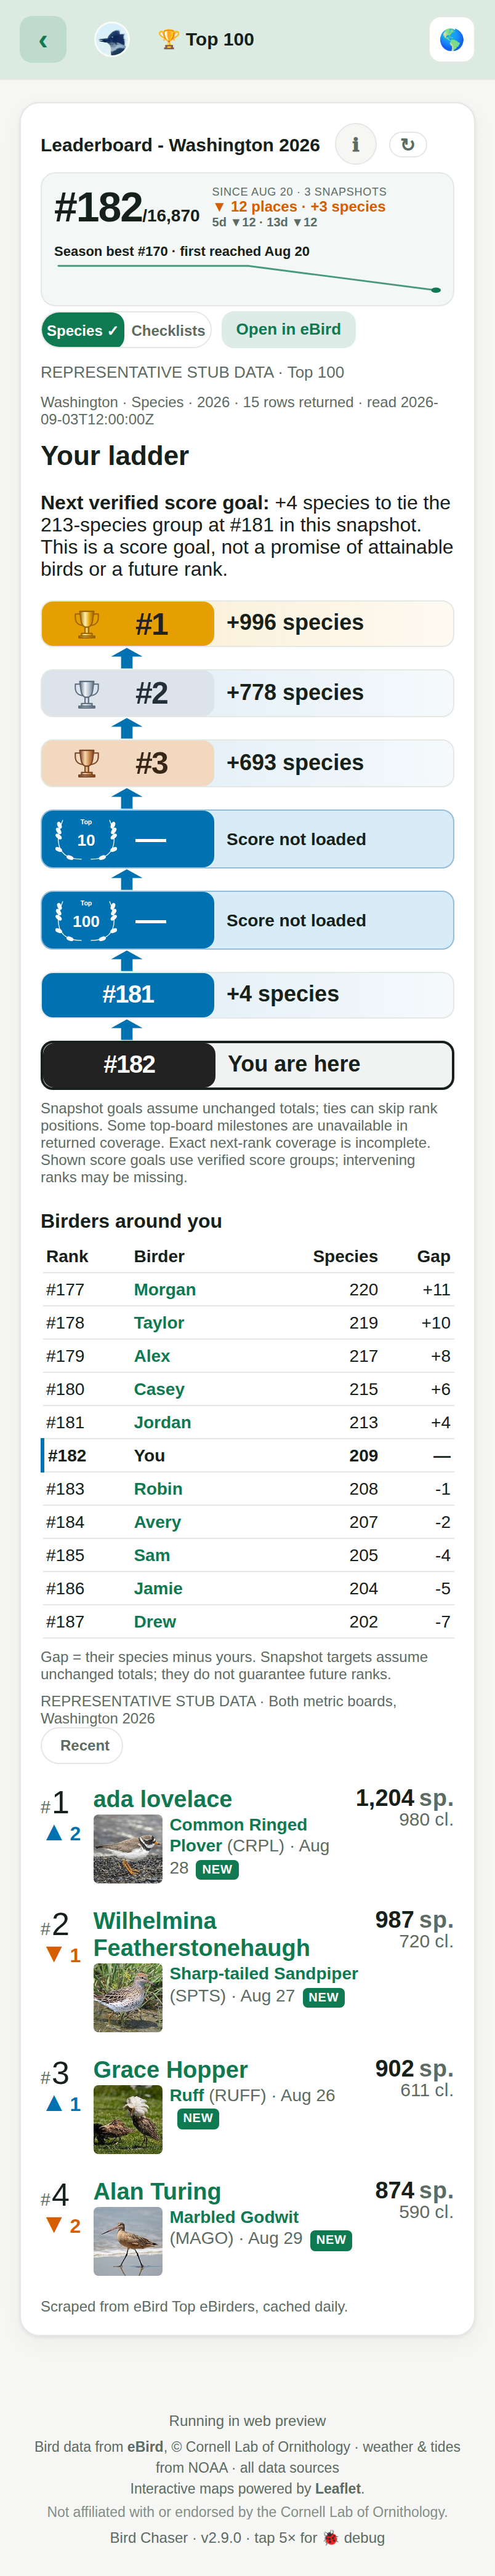 ‹ 🏆 Top 100 🌎
Leaderboard - Washington 2026 ℹ ↻
#182/16,870
SINCE AUG 20 · 3 SNAPSHOTS
▼ 12 places · +3 species
5d ▼12 · 13d ▼12
Season best #170 · first reached Aug 20
Species ✓ Checklists Open in eBird
REPRESENTATIVE STUB DATA · Top 100
Washington · Species · 2026 · 15 rows returned · read 2026-
09-03T12:00:00Z
Your ladder
Next verified score goal: +4 species to tie the
213-species group at #181 in this snapshot.
This is a score goal, not a promise of attainable
birds or a future rank.
#1 +996 species
#2 +778 species
#3 +693 species
Top
10 — Score not loaded
Top
100 — Score not loaded
#181 +4 species
#182 You are here
Snapshot goals assume unchanged totals; ties can skip rank
positions. Some top-board milestones are unavailable in
returned coverage. Exact next-rank coverage is incomplete.
Shown score goals use verified score groups; intervening
ranks may be missing.
Birders around you
Rank Birder Species Gap
#177 Morgan 220 +11
#178 Taylor 219 +10
#179 Alex 217 +8
#180 Casey 215 +6
#181 Jordan 213 +4
#182 You 209 —
#183 Robin 208 -1
#184 Avery 207 -2
#185 Sam 205 -4
#186 Jamie 204 -5
#187 Drew 202 -7
Gap = their species minus yours. Snapshot targets assume
unchanged totals; they do not guarantee future ranks.
REPRESENTATIVE STUB DATA · Both metric boards,
Washington 2026
Recent
#1 ada lovelace 1,204 sp.
▲ 2 980 cl.
Common Ringed
Plover (CRPL) · Aug
28 NEW
#2 Wilhelmina 987 sp.
▼ 1 Featherstonehaugh 720 cl.
Sharp-tailed Sandpiper
(SPTS) · Aug 27 NEW
#3 Grace Hopper 902 sp.
▲ 1 611 cl.
Ruff (RUFF) · Aug 26
NEW
#4 Alan Turing 874 sp.
▼ 2 590 cl.
Marbled Godwit
(MAGO) · Aug 29 NEW
Scraped from eBird Top eBirders, cached daily.
Running in web preview
Bird data from eBird, © Cornell Lab of Ornithology · weather & tides
from NOAA · all data sources
Interactive maps powered by Leaflet.
Not affiliated with or endorsed by the Cornell Lab of Ornithology.
Bird Chaser · v2.9.0 · tap 5× for 🐞 debug